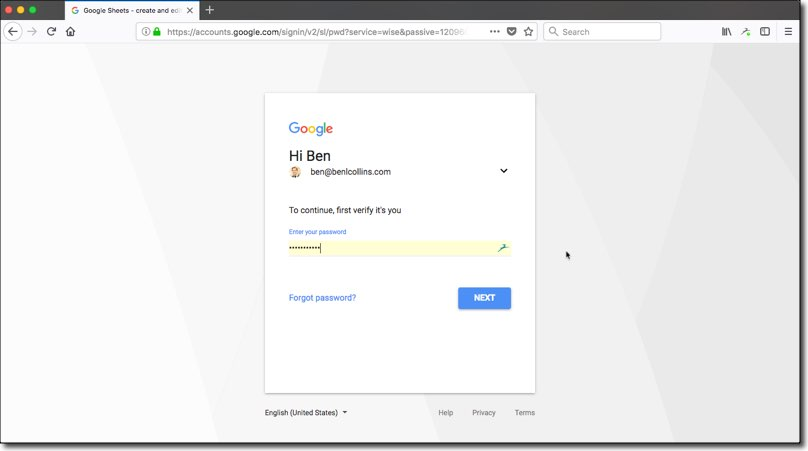 Google Sheets - create and edi
https://accounts.google.com/signin/v2/sl/pwd?service=wise&passive=12096
Search
Google
Hi Ben
ben@benlcollins.com
To continue, first verify it's you
Enter your password
•••••••••••
Forgot password?
NEXT
English (United States)
Help
Privacy
Terms